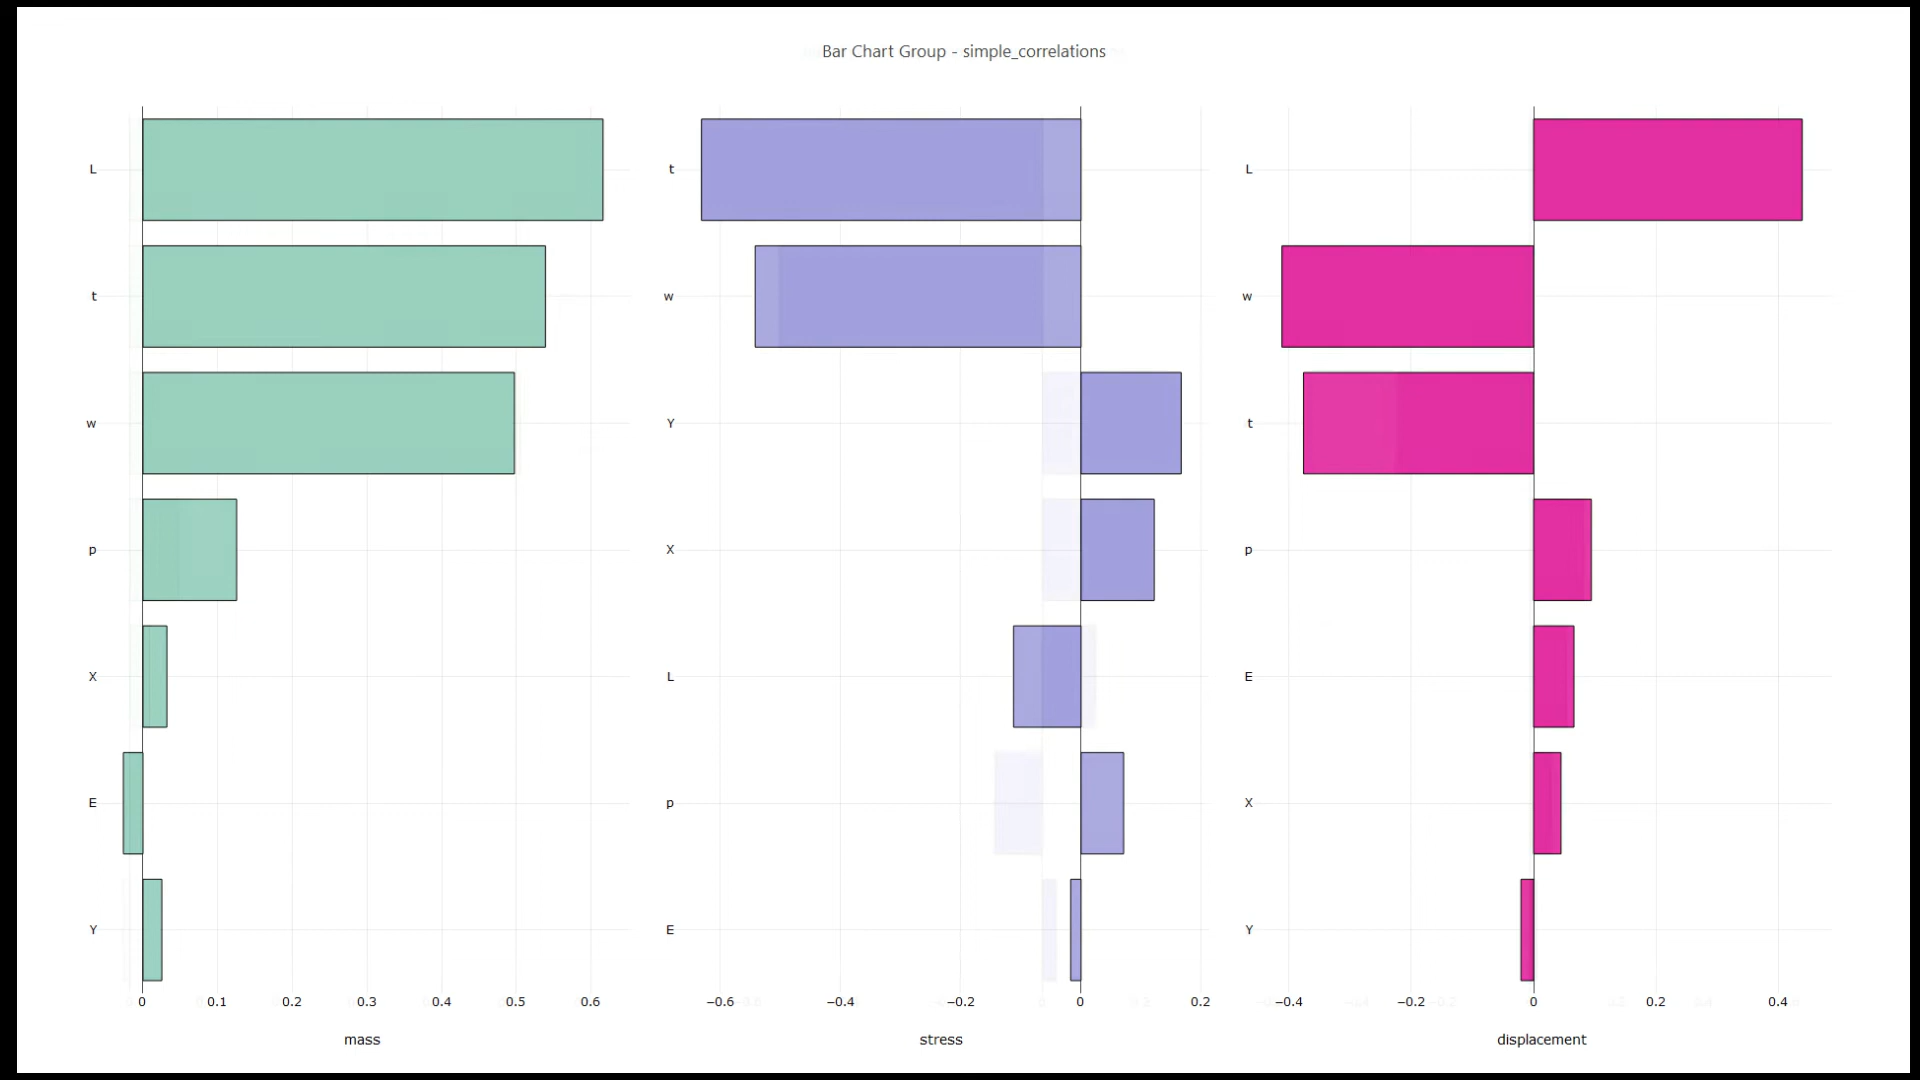 Bar Chart Group - simple_correlations
L
t
w
p
X
E
Y
0 0.1 0.2 0.3 0.4 0.5 0.6
mass
t
w
Y
X
L
p
E
−0.6 −0.4 −0.2 0 0.2
stress
L
w
t
p
E
X
Y
−0.4 −0.2 0 0.2 0.4
displacement